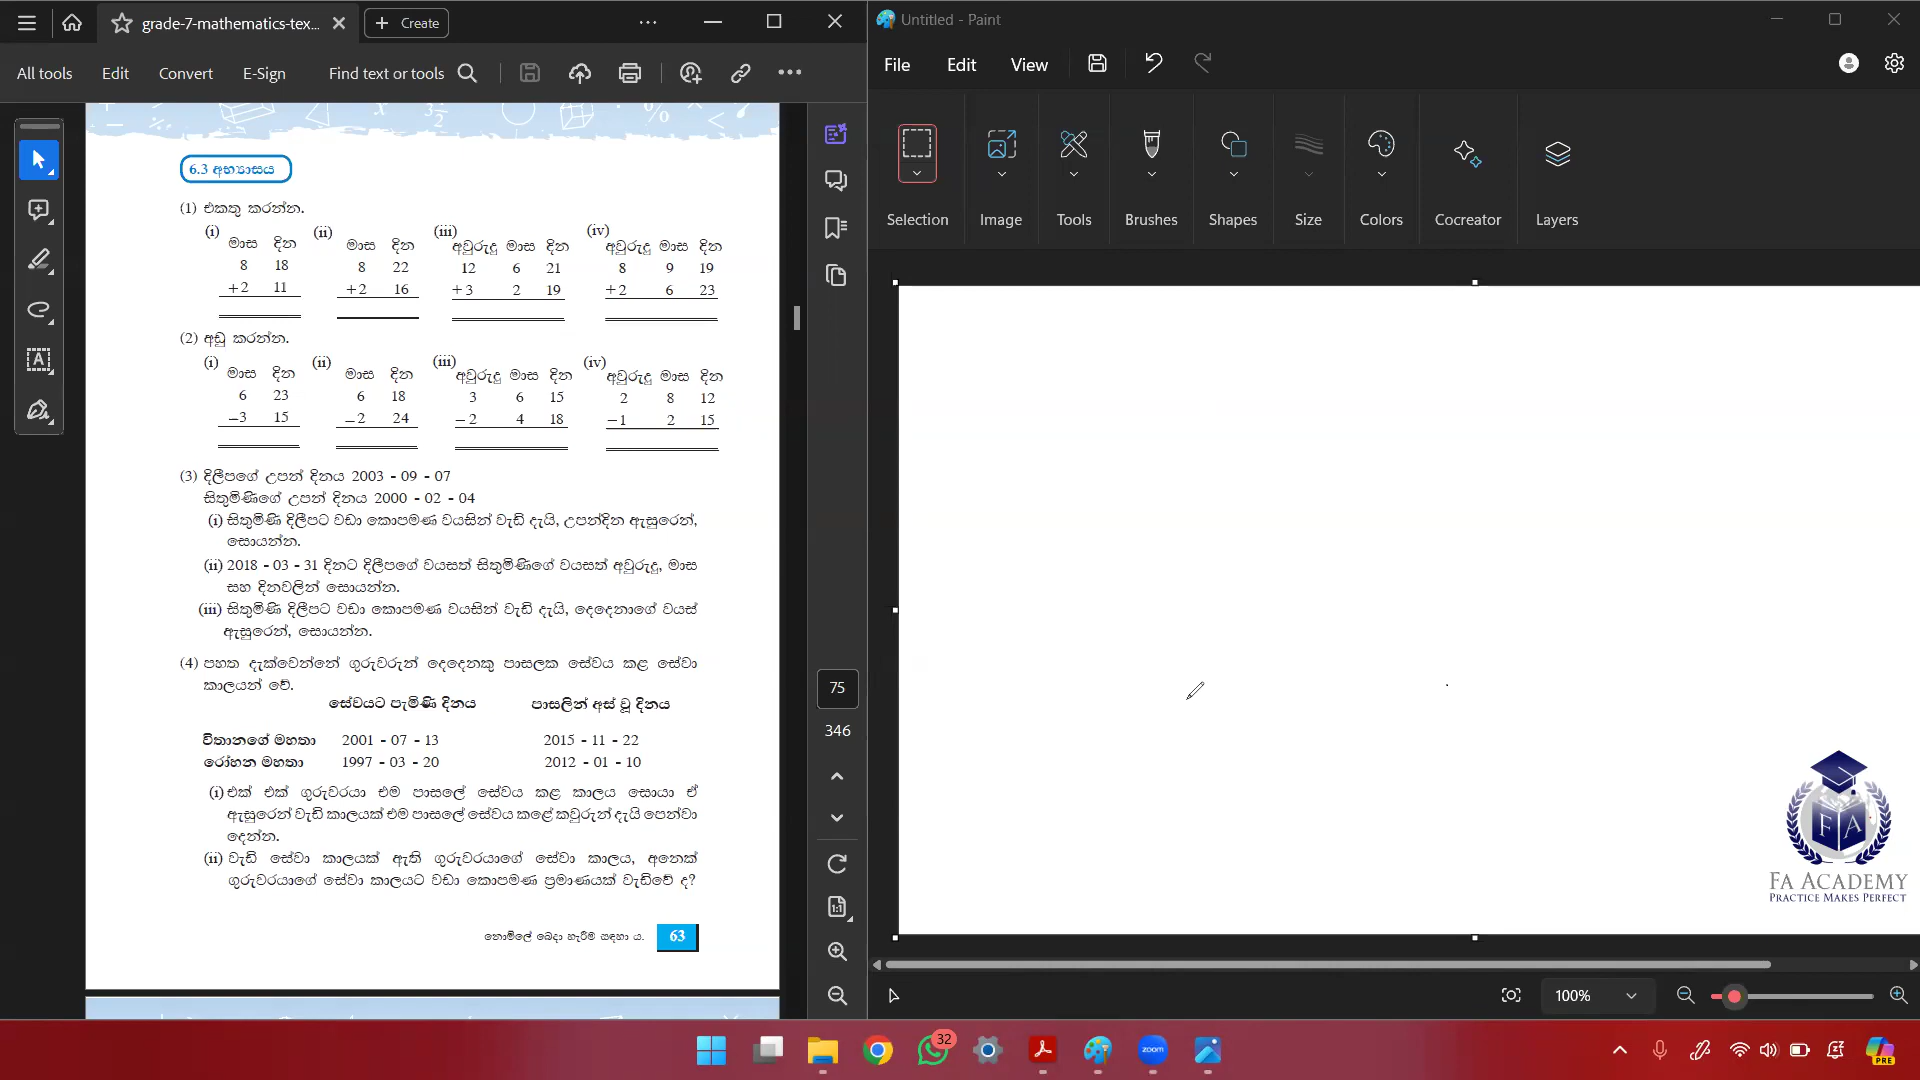 grade-7-mathematics-tex...
Create
Untitled - Paint
All tools
Edit
Convert
E-Sign
Find text or tools
File
Edit
View
Selection
Image
Tools
Brushes
Shapes
Size
Colors
Cocreator
Layers
6.3 අභ්‍යාසය
(1) එකතු කරන්න.
(i) (ii) (iii) (iv)
මාස දින මාස දින අවුරුදු මාස දින අවුරුදු මාස දින
8 18 8 22 12 6 21 8 9 19
+2 11 +2 16 +3 2 19 +2 6 23
(2) අඩු කරන්න.
(i) (ii) (iii) (iv)
මාස දින මාස දින අවුරුදු මාස දින අවුරුදු මාස දින
6 23 6 18 3 6 15 2 8 12
−3 15 −2 24 −2 4 18 −1 2 15
(3) දිලීපගේ උපන් දිනය 2003 - 09 - 07
සිතුමිණිගේ උපන් දිනය 2000 - 02 - 04
(i) සිතුමිණි දිලීපට වඩා කොපමණ වයසින් වැඩි දැයි, උපන්දින ඇසුරෙන්,
සොයන්න.
(ii) 2018 - 03 - 31 දිනට දිලීපගේ වයසත් සිතුමිණිගේ වයසත් අවුරුදු, මාස
සහ දිනවලින් සොයන්න.
(iii) සිතුමිණි දිලීපට වඩා කොපමණ වයසින් වැඩි දැයි, දෙදෙනාගේ වයස්
ඇසුරෙන්, සොයන්න.
(4) පහත දැක්වෙන්නේ ගුරුවරුන් දෙදෙනකු පාසලක සේවය කළ සේවා
කාලයන් වේ.
සේවයට පැමිණි දිනය පාසලින් අස් වූ දිනය
විතානගේ මහතා 2001 - 07 - 13 2015 - 11 - 22
රෝහන මහතා 1997 - 03 - 20 2012 - 01 - 10
(i) එක් එක් ගුරුවරයා එම පාසලේ සේවය කළ කාලය සොයා ඒ
ඇසුරෙන් වැඩි කාලයක් එම පාසලේ සේවය කළේ කවුරුන් දැයි පෙන්වා
දෙන්න.
(ii) වැඩි සේවා කාලයක් ඇති ගුරුවරයාගේ සේවා කාලය, අනෙක්
ගුරුවරයාගේ සේවා කාලයට වඩා කොපමණ ප්‍රමාණයක් වැඩිවේ ද?
නොමිලේ බෙදා හැරීම සඳහා ය. 63
75
346
1:1
F A
FA ACADEMY
PRACTICE MAKES PERFECT
100%
32
zoom
PRE